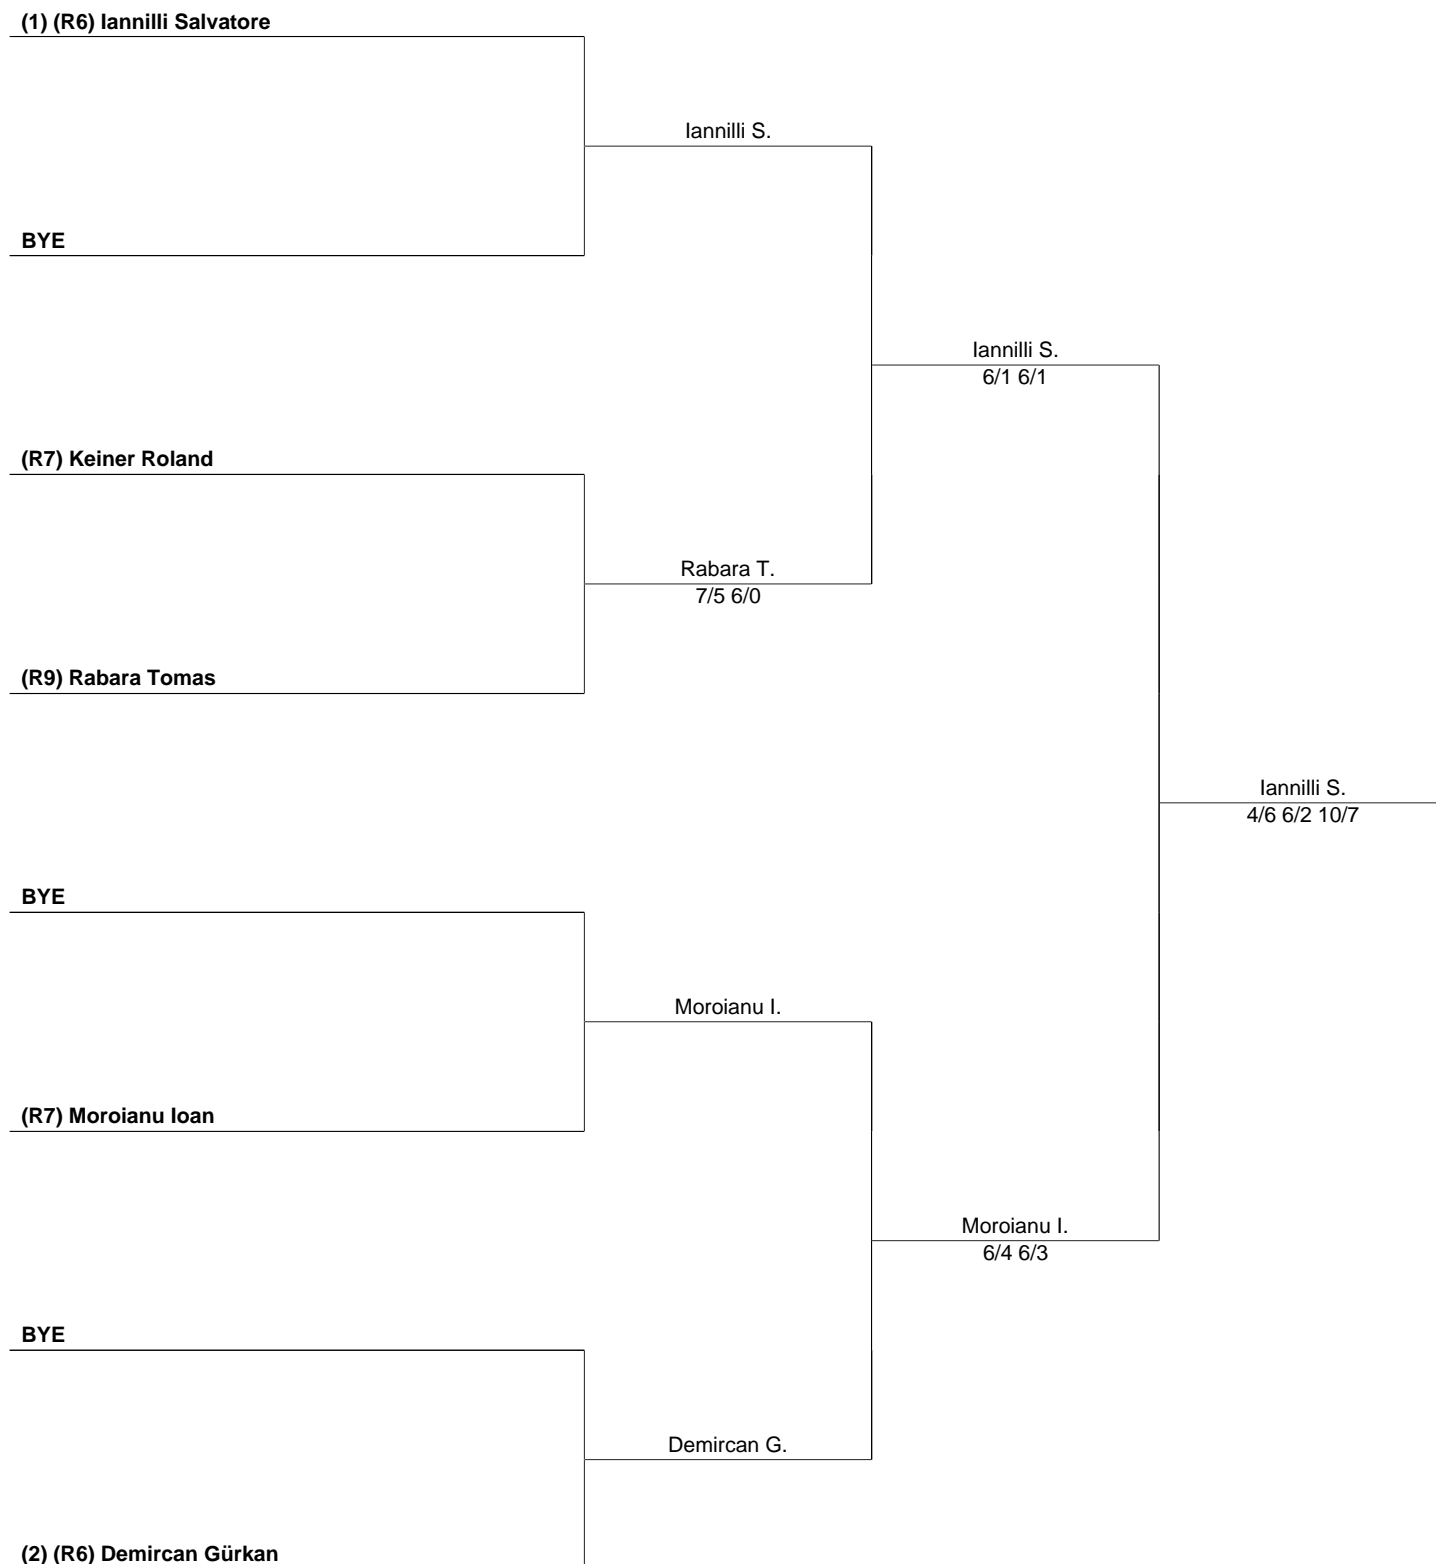 (1) (R6) Iannilli Salvatore
Iannilli S.
BYE
Iannilli S.
6/1 6/1
(R7) Keiner Roland
Rabara T.
7/5 6/0
(R9) Rabara Tomas
Iannilli S.
4/6 6/2 10/7
BYE
Moroianu I.
(R7) Moroianu Ioan
Moroianu I.
6/4 6/3
BYE
Demircan G.
(2) (R6) Demircan Gürkan